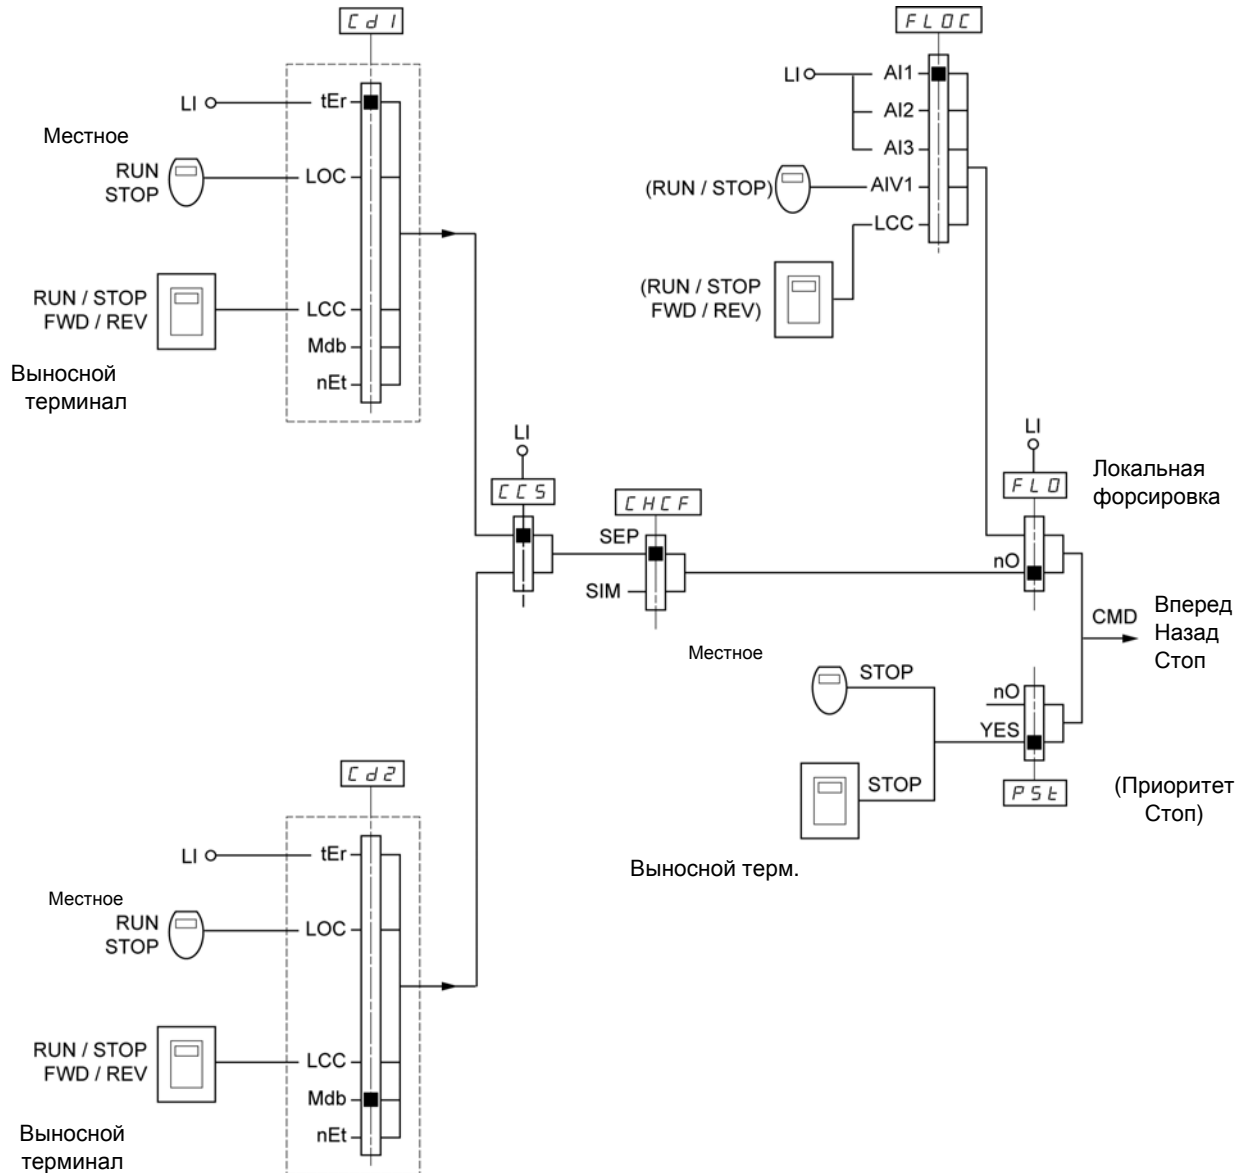 Cd1
LI
tEr
Местное
RUN
STOP
LOC
RUN / STOP
FWD / REV
LCC
Mdb
nEt
Выносной
терминал
FLOC
LI
AI1
AI2
AI3
(RUN / STOP)
AIV1
LCC
(RUN / STOP
FWD / REV)
LI
CCS
CHCF
SEP
SIM
LI
FLO
Локальная
форсировка
nO
CMD
Вперед
Назад
Стоп
Местное
STOP
nO
YES
STOP
PSt
(Приоритет
Стоп)
Выносной терм.
Cd2
LI
tEr
Местное
RUN
STOP
LOC
RUN / STOP
FWD / REV
LCC
Mdb
nEt
Выносной
терминал